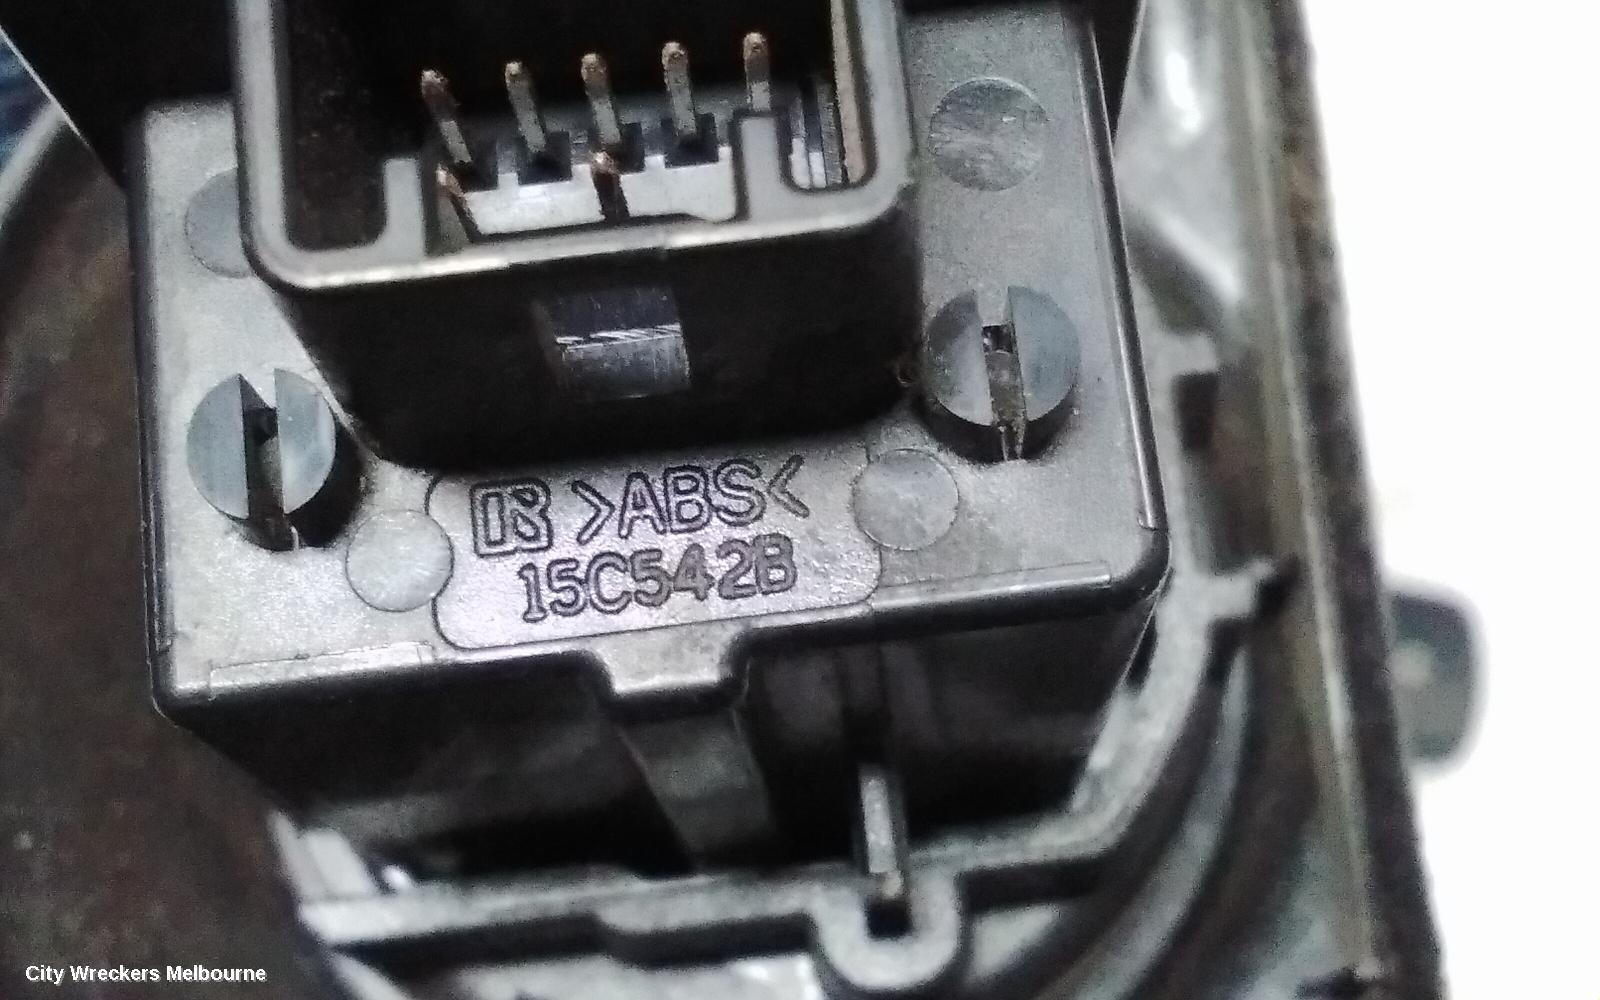 >ABS<
15C542B
City Wreckers Melbourne